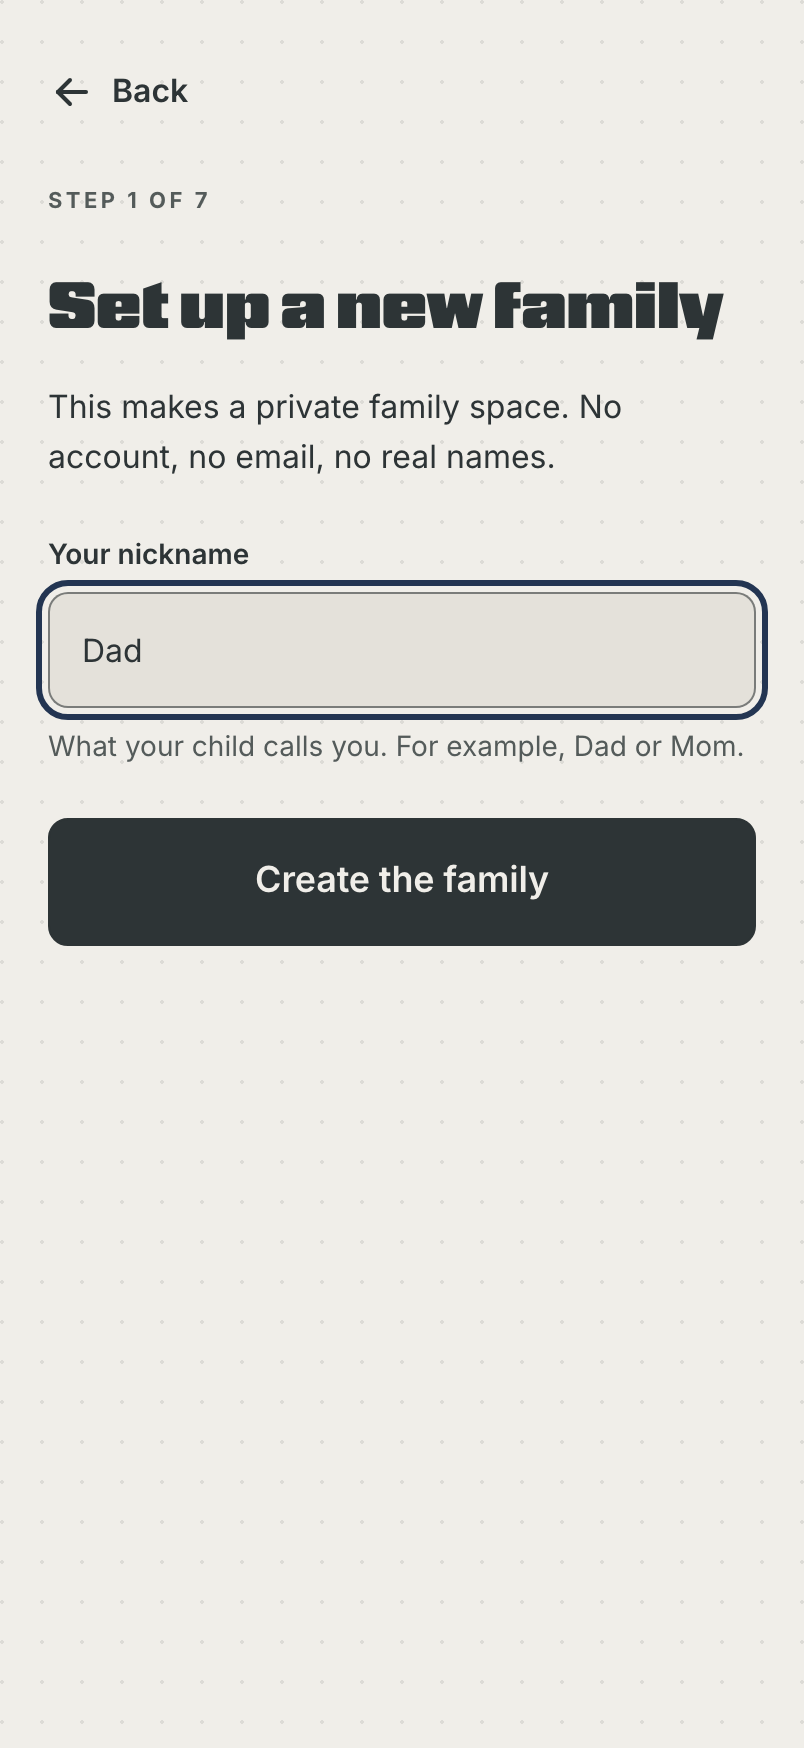 Back
STEP 1 OF 7
Set up a new family
This makes a private family space. No
account, no email, no real names.
Your nickname
Dad
What your child calls you. For example, Dad or Mom.
Create the family